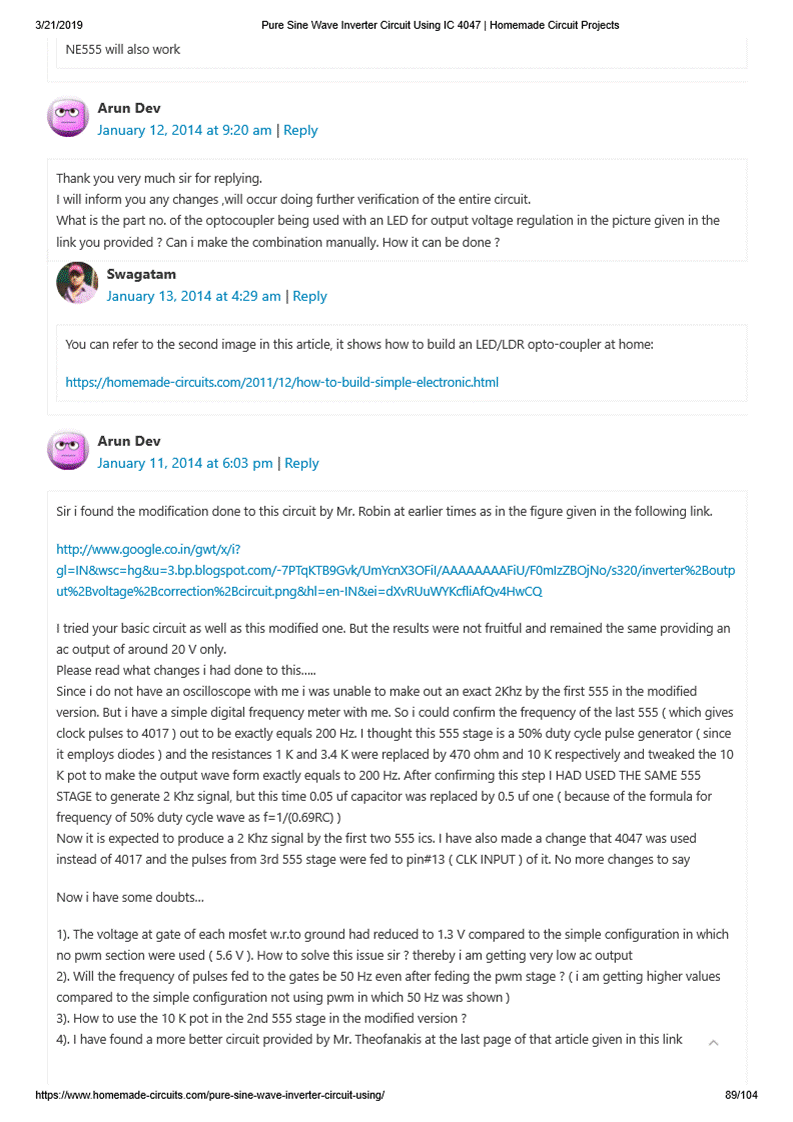 3/21/2019
Pure Sine Wave Inverter Circuit Using IC 4047 | Homemade Circuit Projects
NE555 will also work
Arun Dev
January 12, 2014 at 9:20 am | Reply
Thank you very much sir for replying.
I will inform you any changes ,will occur doing further verification of the entire circuit.
What is the part no. of the optocoupler being used with an LED for output voltage regulation in the picture given in the
link you provided ? Can i make the combination manually. How it can be done ?
Swagatam
January 13, 2014 at 4:29 am | Reply
You can refer to the second image in this article, it shows how to build an LED/LDR opto-coupler at home:
https://homemade-circuits.com/2011/12/how-to-build-simple-electronic.html
Arun Dev
January 11, 2014 at 6:03 pm | Reply
Sir i found the modification done to this circuit by Mr. Robin at earlier times as in the figure given in the following link.
http://www.google.co.in/gwt/x/i?
gl=IN&wsc=hg&u=3.bp.blogspot.com/-7PTqKTB9Gvk/UmYcnX3OFiI/AAAAAAAAFiU/F0mIzZBOjNo/s320/inverter%2Boutp
ut%2Bvoltage%2Bcorrection%2Bcircuit.png&hl=en-IN&ei=dXvRUuWYKcfliAfQv4HwCQ
I tried your basic circuit as well as this modified one. But the results were not fruitful and remained the same providing an
ac output of around 20 V only.
Please read what changes i had done to this.....
Since i do not have an oscilloscope with me i was unable to make out an exact 2Khz by the first 555 in the modified
version. But i have a simple digital frequency meter with me. So i could confirm the frequency of the last 555 ( which gives
clock pulses to 4017 ) out to be exactly equals 200 Hz. I thought this 555 stage is a 50% duty cycle pulse generator ( since
it employs diodes ) and the resistances 1 K and 3.4 K were replaced by 470 ohm and 10 K respectively and tweaked the 10
K pot to make the output wave form exactly equals to 200 Hz. After confirming this step I HAD USED THE SAME 555
STAGE to generate 2 Khz signal, but this time 0.05 uf capacitor was replaced by 0.5 uf one ( because of the formula for
frequency of 50% duty cycle wave as f=1/(0.69RC) )
Now it is expected to produce a 2 Khz signal by the first two 555 ics. I have also made a change that 4047 was used
instead of 4017 and the pulses from 3rd 555 stage were fed to pin#13 ( CLK INPUT ) of it. No more changes to say
Now i have some doubts...
1). The voltage at gate of each mosfet w.r.to ground had reduced to 1.3 V compared to the simple configuration in which
no pwm section were used ( 5.6 V ). How to solve this issue sir ? thereby i am getting very low ac output
2). Will the frequency of pulses fed to the gates be 50 Hz even after feding the pwm stage ? ( i am getting higher values
compared to the simple configuration not using pwm in which 50 Hz was shown )
3). How to use the 10 K pot in the 2nd 555 stage in the modified version ?
4). I have found a more better circuit provided by Mr. Theofanakis at the last page of that article given in this link
https://www.homemade-circuits.com/pure-sine-wave-inverter-circuit-using/
89/104